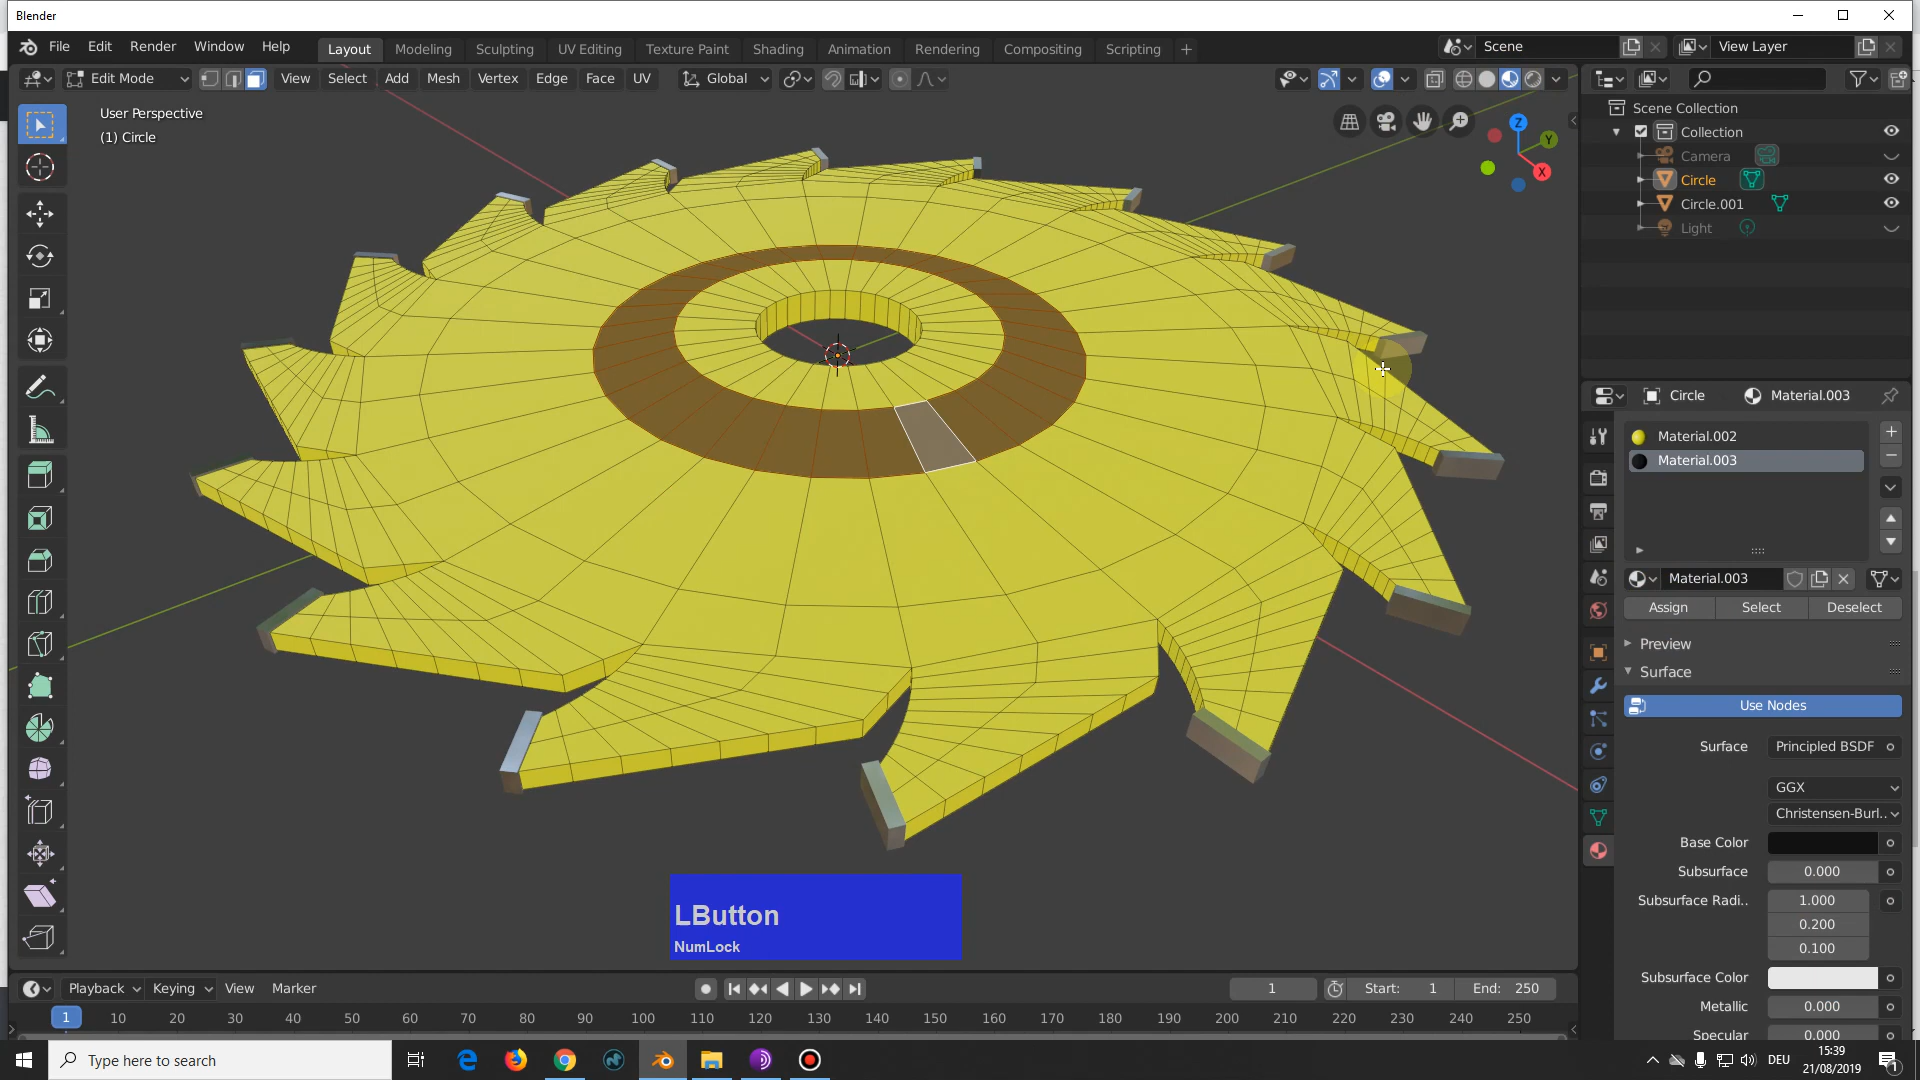 Blender
File Edit Render Window Help Layout Modeling Sculpting UV Editing Texture Paint Shading Animation Rendering Compositing Scripting + Scene View Layer
Edit Mode View Select Add Mesh Vertex Edge Face UV Global
User Perspective
(1) Circle
Z
Y
X
Scene Collection
Collection
Camera
Circle
Circle.001
Light
Circle Material.003
Material.002
Material.003
Material.003
Assign Select Deselect
Preview
Surface
Use Nodes
Surface Principled BSDF
GGX
Christensen-Burl..
Base Color
Subsurface 0.000
Subsurface Radi.. 1.000
0.200
0.100
Subsurface Color
Metallic 0.000
Specular 0.000
LButton
NumLock
Playback Keying View Marker 1 Start: 1 End: 250
1 10 20 30 40 50 60 70 80 90 100 110 120 130 140 150 160 170 180 190 200 210 220 230 240 250
Type here to search
DEU
15:39
21/08/2019
1